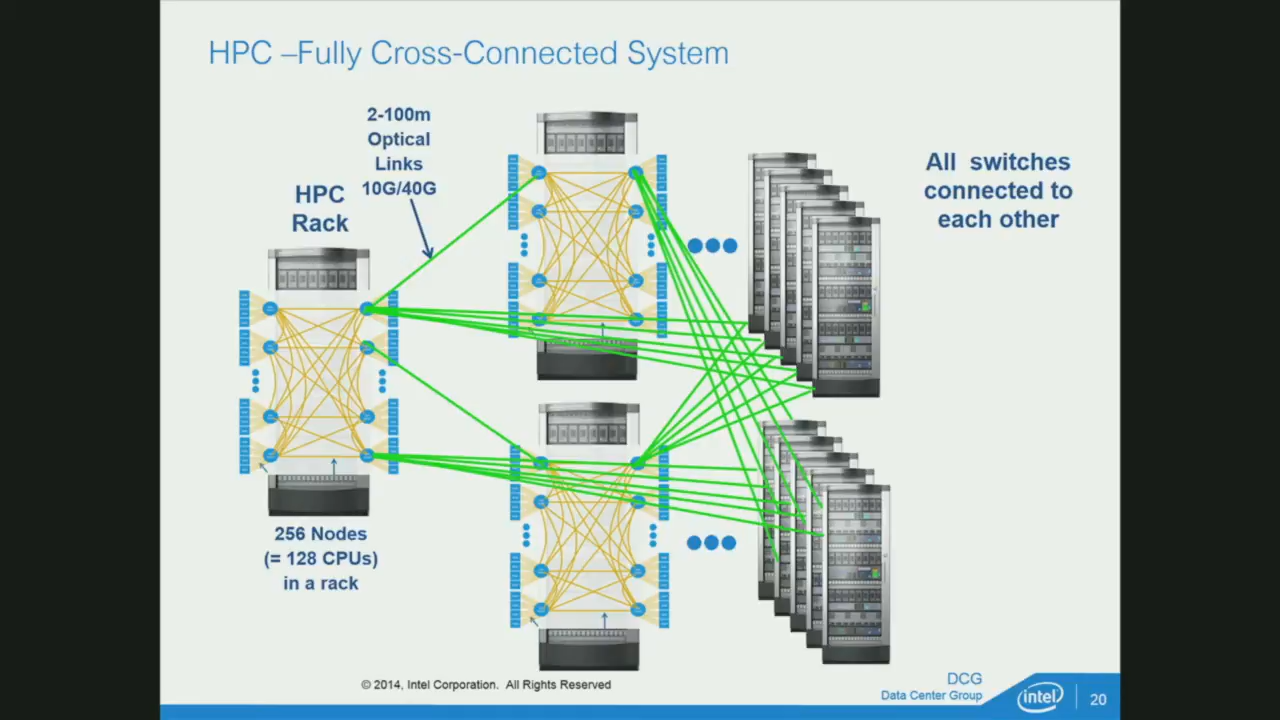 HPC –Fully Cross-Connected System
2-100m
Optical
Links
10G/40G
HPC
Rack
All switches
connected to
each other
256 Nodes
(= 128 CPUs)
in a rack
© 2014, Intel Corporation. All Rights Reserved
DCG
Data Center Group
intel
20